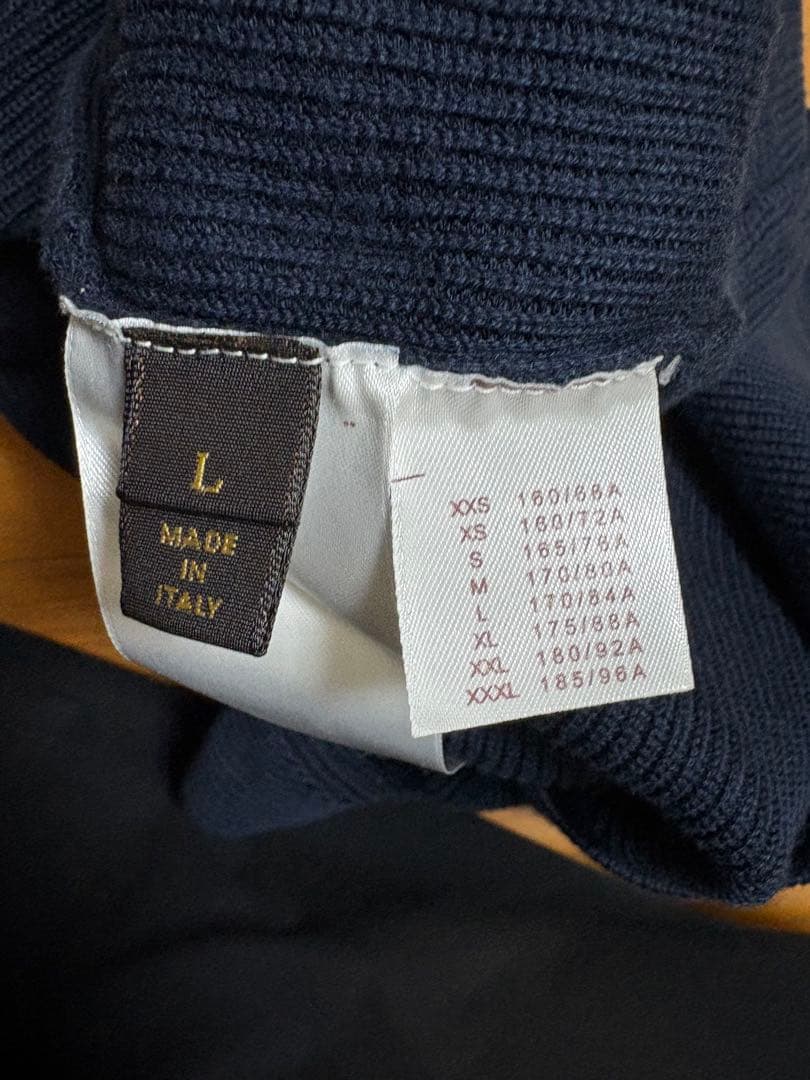 L
MADE
IN
ITALY
XXS 160/68A
XS 160/72A
S 165/76A
M 170/80A
L 170/84A
XL 175/88A
XXL 180/92A
XXXL 185/96A